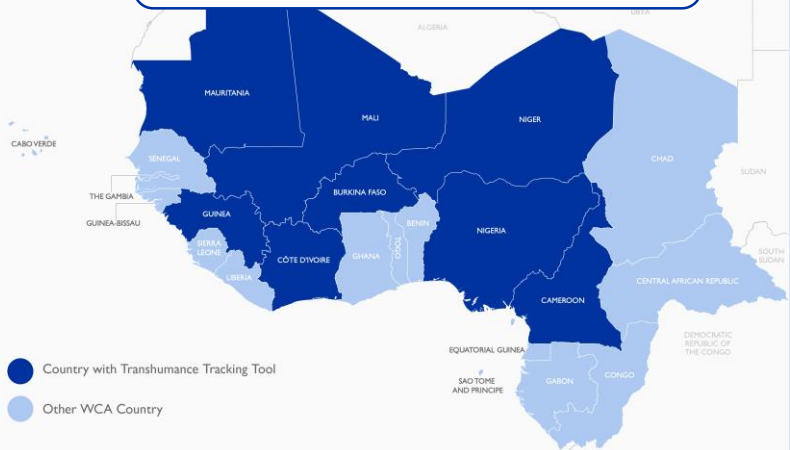 LIBYA
ALGERIA
MAURITANIA
MALI
NIGER
CABO VERDE
SENEGAL
CHAD
SUDAN
THE GAMBIA
BURKINA FASO
GUINEA-BISSAU
GUINEA
BENIN
NIGERIA
SIERRA
LEONE
CÔTE D'IVOIRE
GHANA
TOGO
SOUTH
SUDAN
LIBERIA
CENTRAL AFRICAN REPUBLIC
CAMEROON
DEMOCRATIC
REPUBLIC OF
THE CONGO
EQUATORIAL GUINEA
Country with Transhumance Tracking Tool
SAO TOME
AND PRINCIPE
GABON
CONGO
Other WCA Country